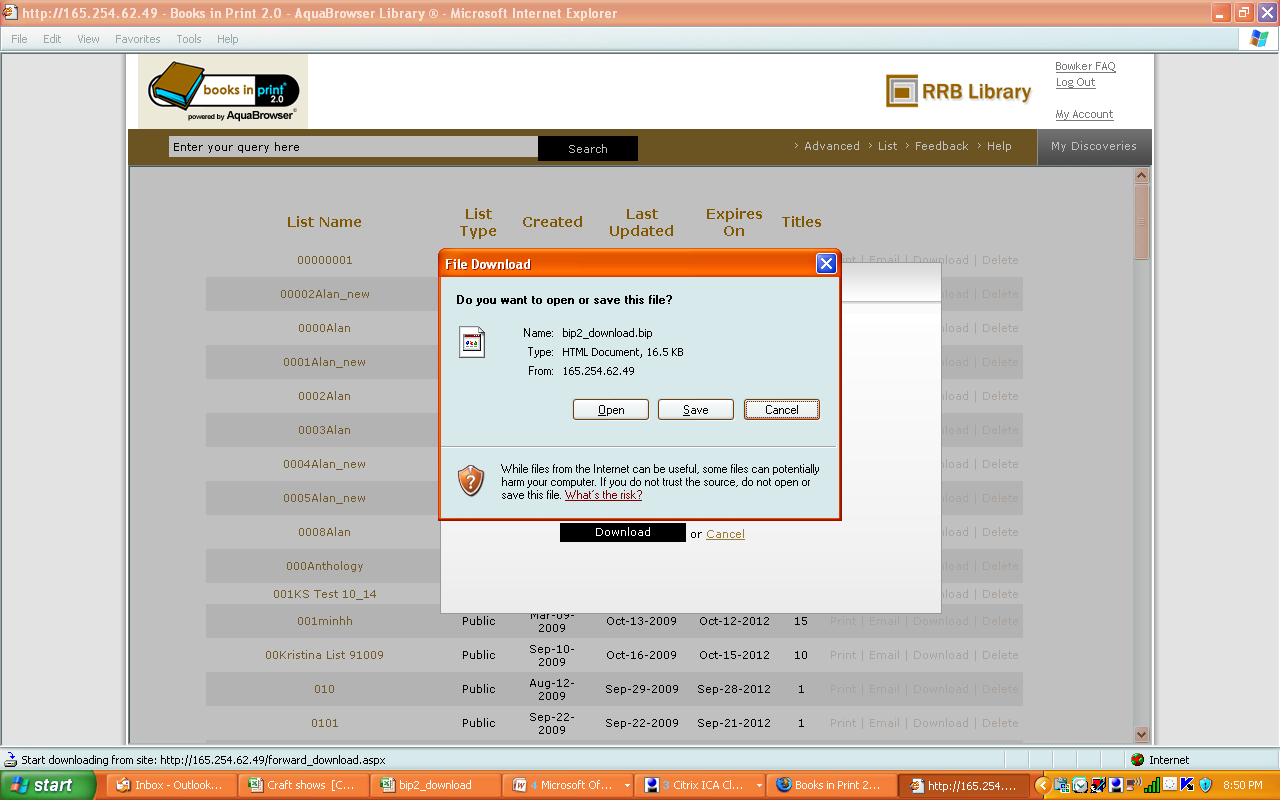 http://165.254.62.49 - Books in Print 2.0 - AquaBrowser Library ® - Microsoft Internet Explorer
File Edit View Favorites Tools Help
books in print 2.0
powered by AquaBrowser
RRB Library
Bowker FAQ
Log Out
My Account
Enter your query here Search › Advanced › List › Feedback › Help My Discoveries
List Name List Type Created Last Updated Expires On Titles
00000001 Print | Email | Download | Delete
00002Alan_new nload | Delete
0000Alan nload | Delete
0001Alan_new nload | Delete
0002Alan nload | Delete
0003Alan nload | Delete
0004Alan_new nload | Delete
0005Alan_new nload | Delete
0008Alan nload | Delete
000Anthology nload | Delete
001KS Test 10_14 nload | Delete
File Download
Do you want to open or save this file?
Name: bip2_download.bip
Type: HTML Document, 16.5 KB
From: 165.254.62.49
Open Save Cancel
While files from the Internet can be useful, some files can potentially
harm your computer. If you do not trust the source, do not open or
save this file. What's the risk?
Download or Cancel
001minhh Public Mar-09-2009 Oct-13-2009 Oct-12-2012 15 Print | Email | Download | Delete
00Kristina List 91009 Public Sep-10-2009 Oct-16-2009 Oct-15-2012 10 Print | Email | Download | Delete
010 Public Aug-12-2009 Sep-29-2009 Sep-28-2012 1 Print | Email | Download | Delete
0101 Public Sep-22-2009 Sep-22-2009 Sep-21-2012 1 Print | Email | Download | Delete
Start downloading from site: http://165.254.62.49/forward_download.aspx Internet
start Inbox - Outlook... Craft shows [C... bip2_download 4 Microsoft Of... 3 Citrix ICA Cl... Books in Print 2... http://165.254.... 8:50 PM